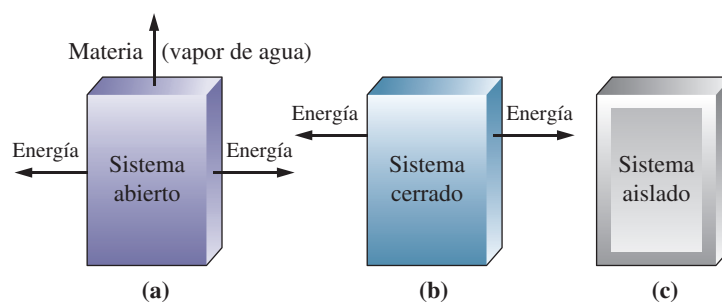 Materia (vapor de agua)
Energía
Energía
Sistema
abierto
(a)
Energía
Energía
Sistema
cerrado
(b)
Sistema
aislado
(c)